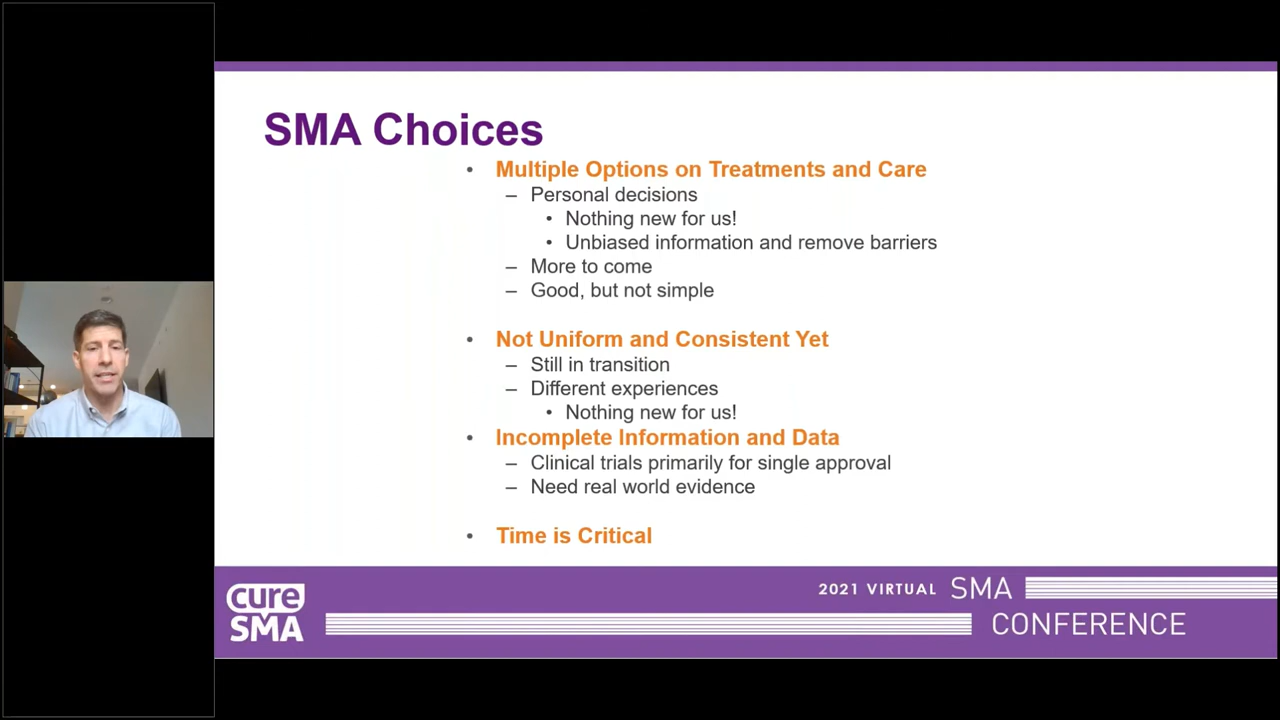 SMA Choices
• Multiple Options on Treatments and Care
– Personal decisions
• Nothing new for us!
• Unbiased information and remove barriers
– More to come
– Good, but not simple
• Not Uniform and Consistent Yet
– Still in transition
– Different experiences
• Nothing new for us!
• Incomplete Information and Data
– Clinical trials primarily for single approval
– Need real world evidence
• Time is Critical
cure
SMA
2021 VIRTUAL SMA
CONFERENCE